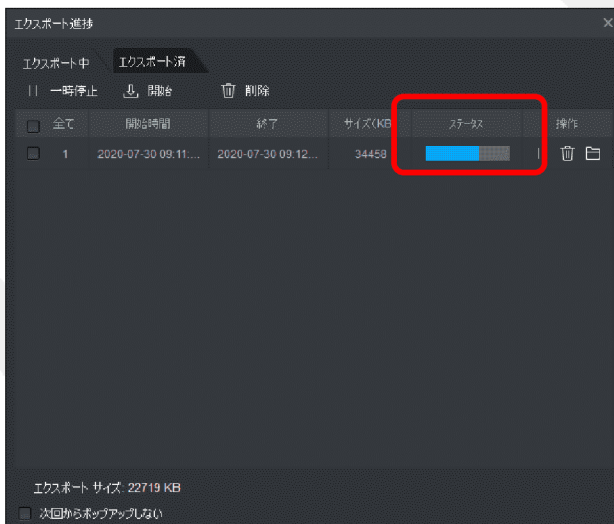 エクスポート進捗
エクスポート中 エクスポート済
一時停止 開始 削除
全て 開始時間 終了 サイズ(KB ステータス 操作
1 2020-07-30 09:11:... 2020-07-30 09:12... 34458
エクスポート サイズ: 22719 KB
次回からポップアップしない